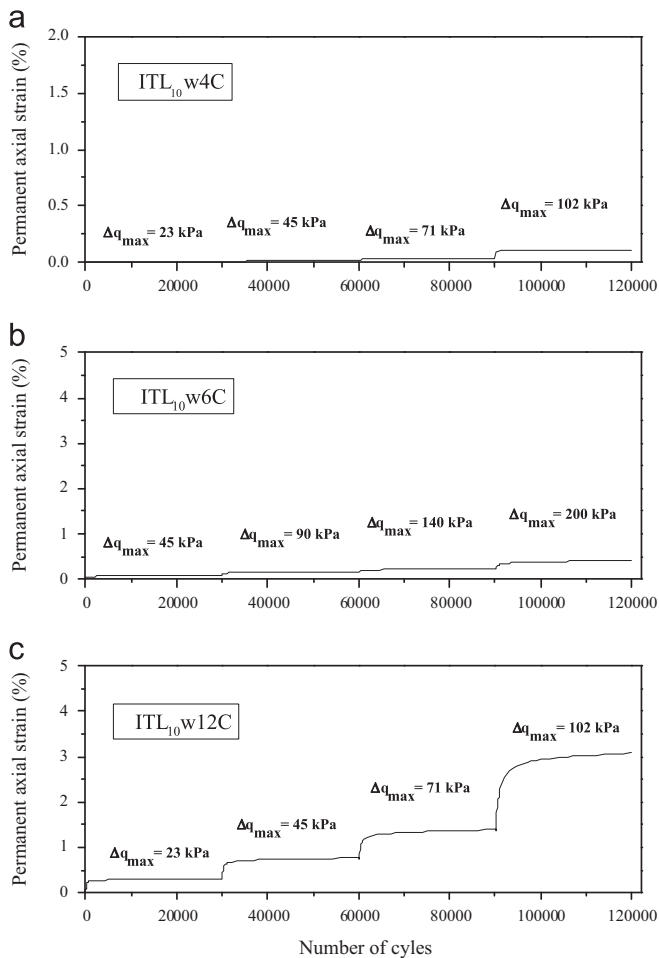 a
Permanent axial strain (%)
2.0
1.5
1.0
0.5
0.0
ITL10w4C
Δqmax= 23 kPa
Δqmax= 45 kPa
Δqmax= 71 kPa
Δqmax= 102 kPa
0 20000 40000 60000 80000 100000 120000
b
Permanent axial strain (%)
5
4
3
2
1
0
ITL10w6C
Δqmax= 45 kPa
Δqmax= 90 kPa
Δqmax= 140 kPa
Δqmax= 200 kPa
0 20000 40000 60000 80000 100000 120000
c
Permanent axial strain (%)
5
4
3
2
1
0
ITL10w12C
Δqmax= 23 kPa
Δqmax= 45 kPa
Δqmax= 71 kPa
Δqmax= 102 kPa
0 20000 40000 60000 80000 100000 120000
Number of cyles